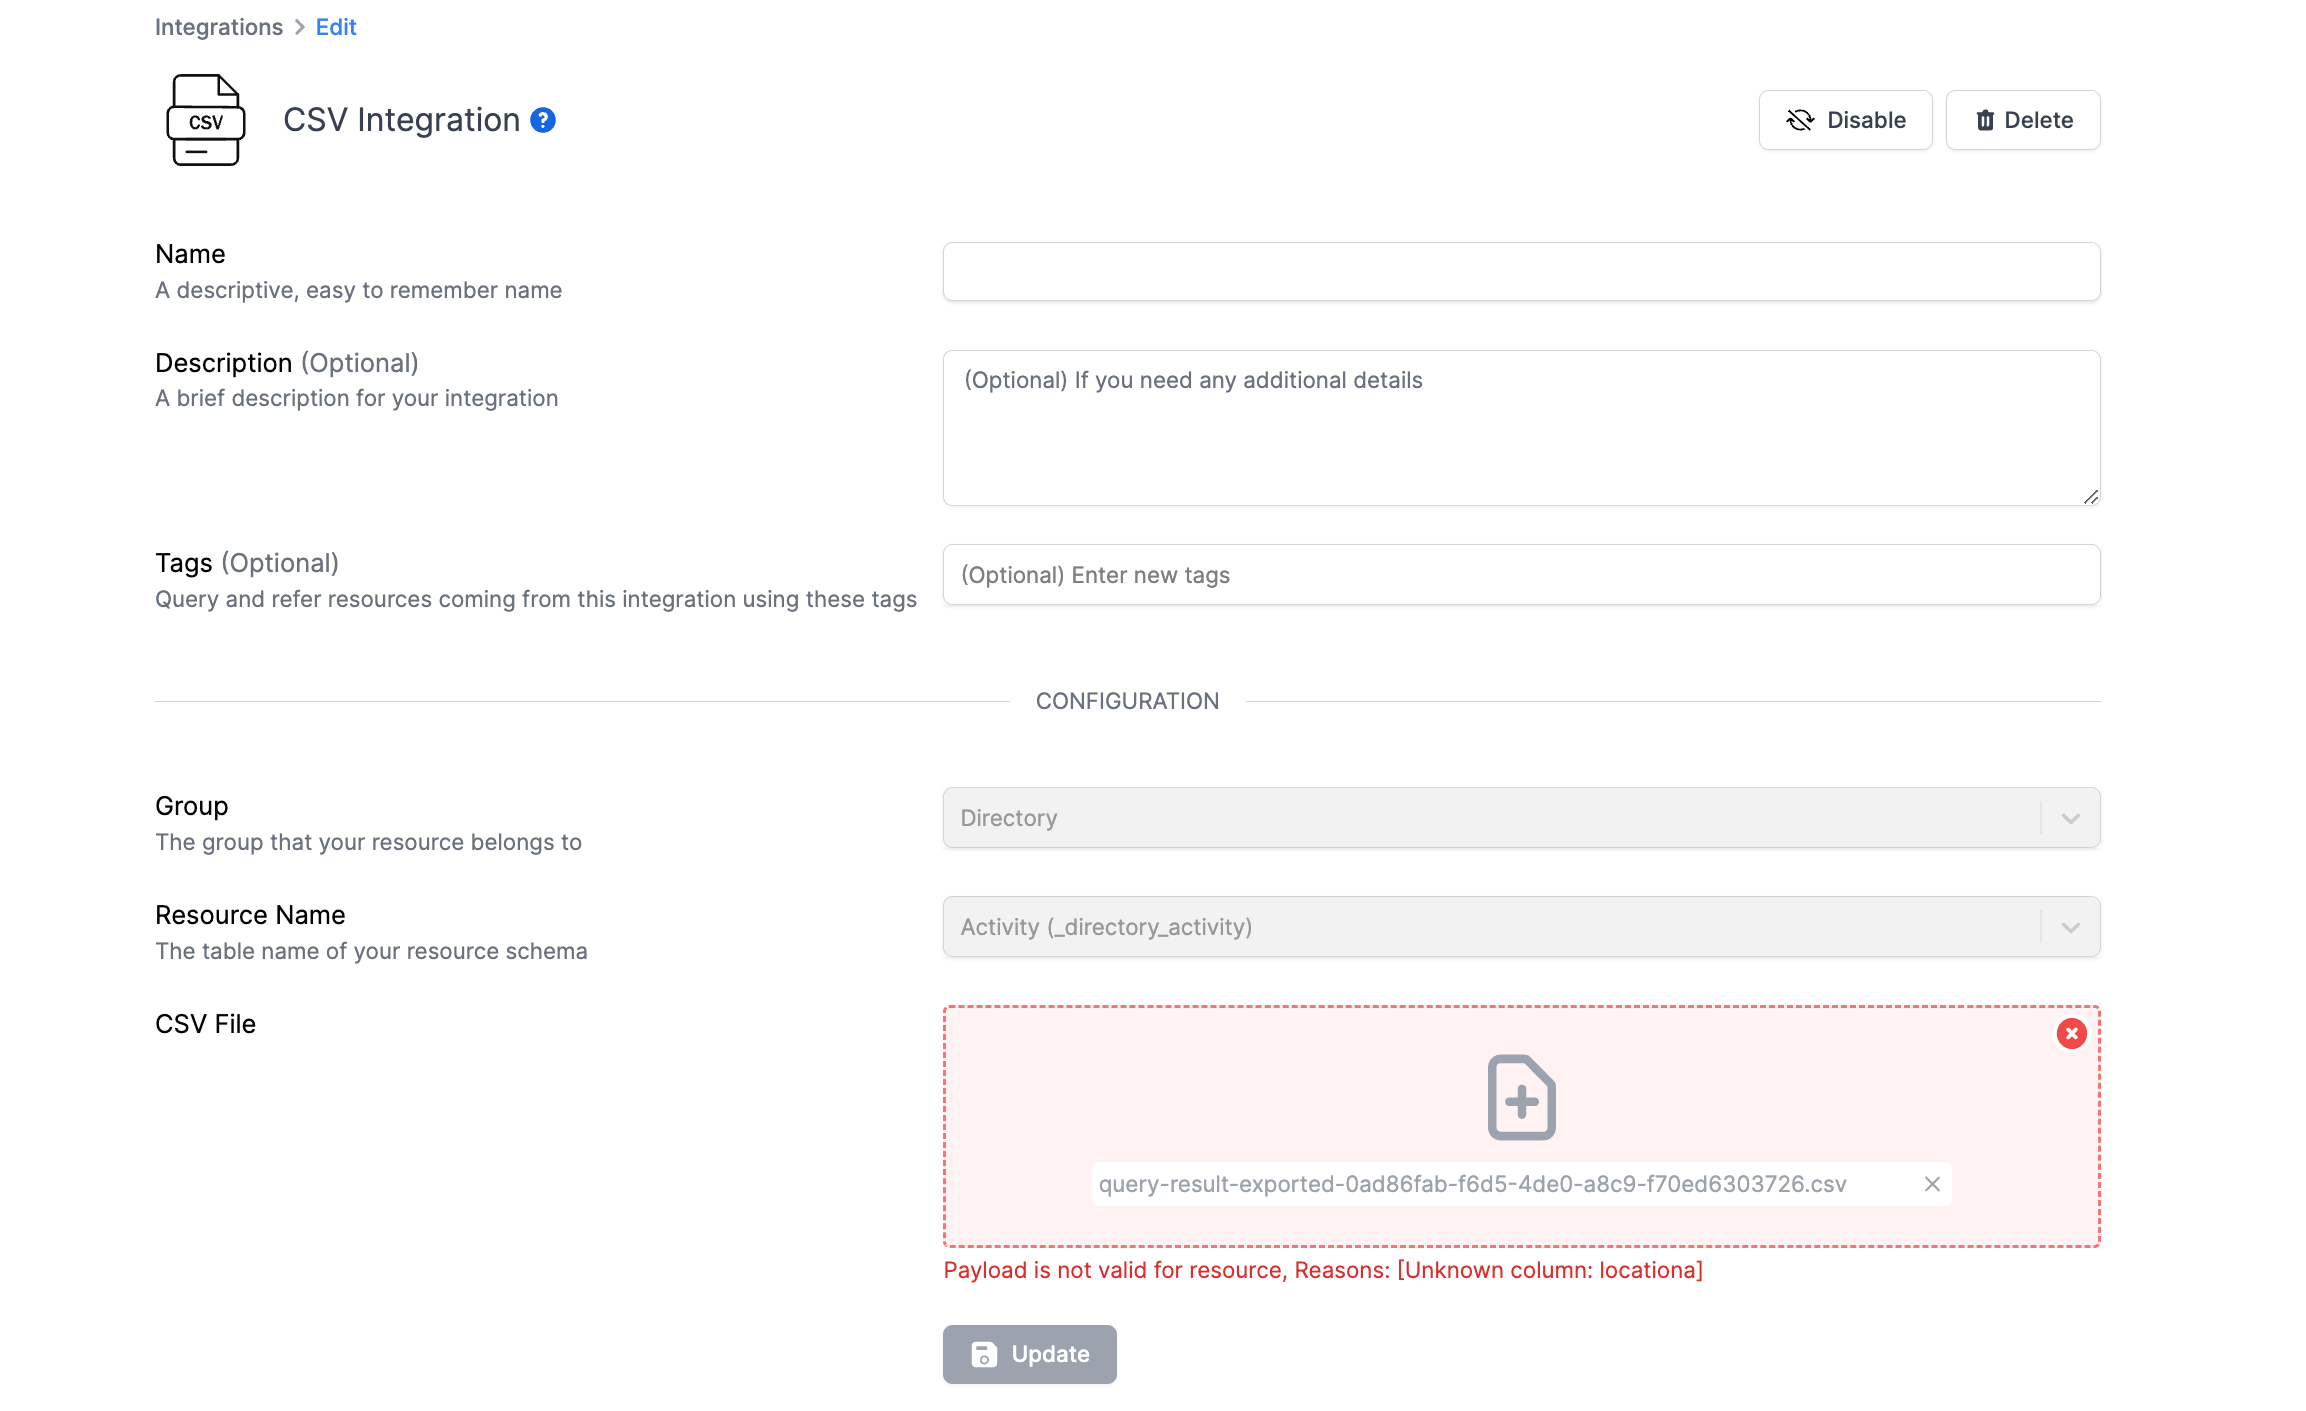 Integrations > Edit
CSV
CSV Integration ?
Disable
Delete
Name
A descriptive, easy to remember name
Description (Optional)
A brief description for your integration
(Optional) If you need any additional details
Tags (Optional)
Query and refer resources coming from this integration using these tags
(Optional) Enter new tags
CONFIGURATION
Group
The group that your resource belongs to
Directory
Resource Name
The table name of your resource schema
Activity (_directory_activity)
CSV File
query-result-exported-0ad86fab-f6d5-4de0-a8c9-f70ed6303726.csv
Payload is not valid for resource, Reasons: [Unknown column: locationa]
Update